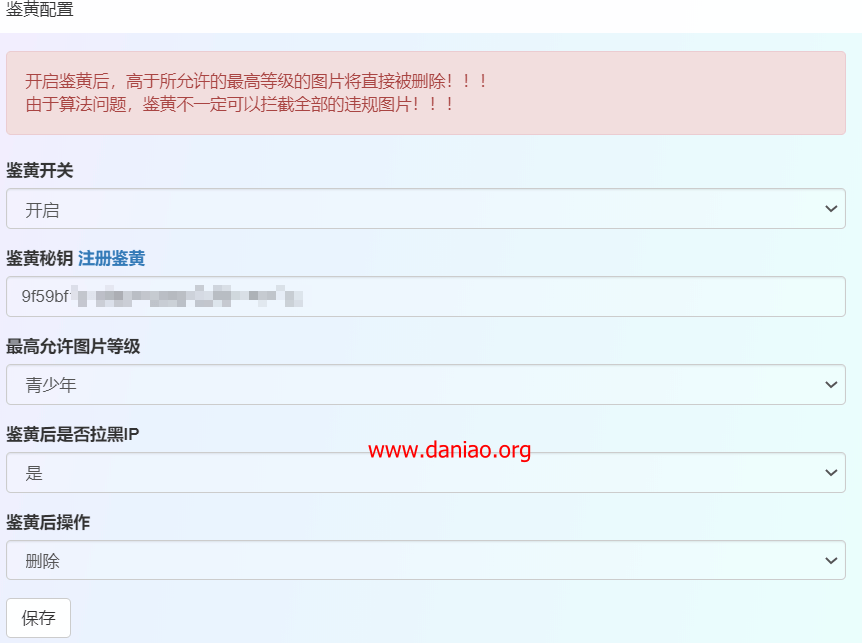 鉴黄配置
开启鉴黄后，高于所允许的最高等级的图片将直接被删除！！！
由于算法问题，鉴黄不一定可以拦截全部的违规图片！！！
鉴黄开关
开启
鉴黄秘钥 注册鉴黄
9f59bf
最高允许图片等级
青少年
鉴黄后是否拉黑IP
www.daniao.org
是
鉴黄后操作
删除
保存